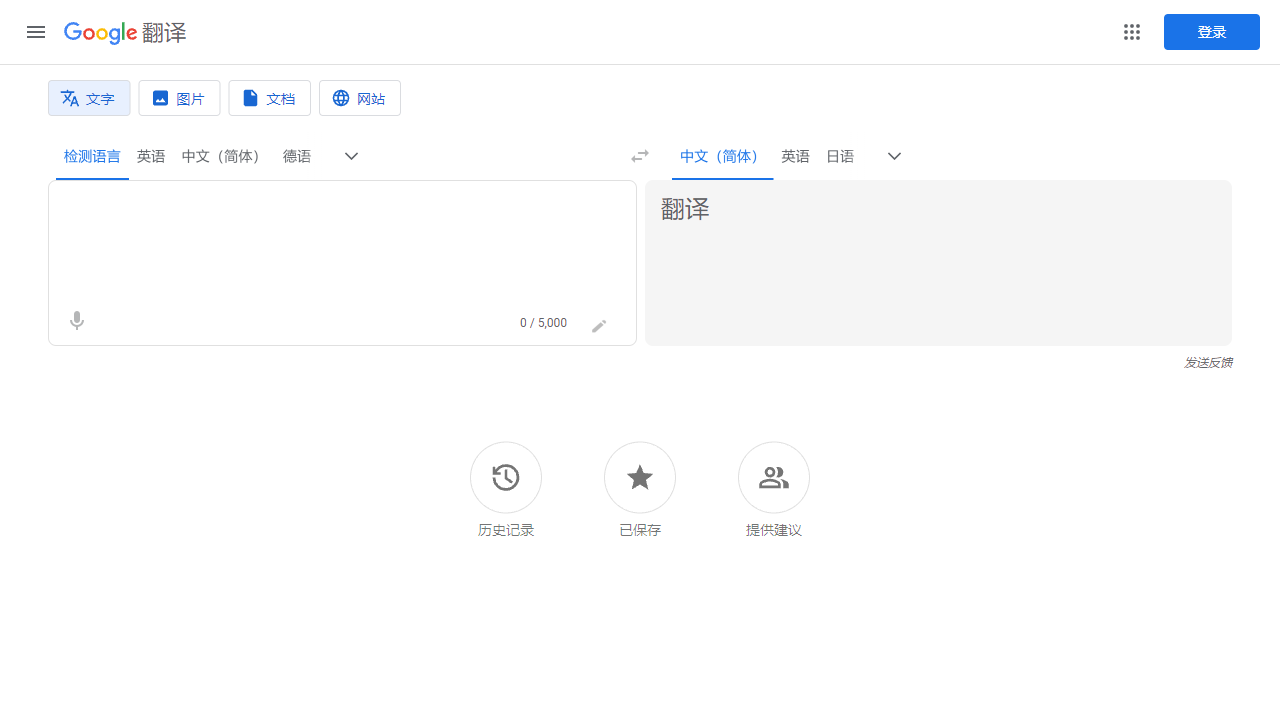 Google 翻译
登录
文字 图片 文档 网站
检测语言 英语 中文（简体） 德语
中文（简体） 英语 日语
翻译
0 / 5,000
发送反馈
历史记录 已保存 提供建议